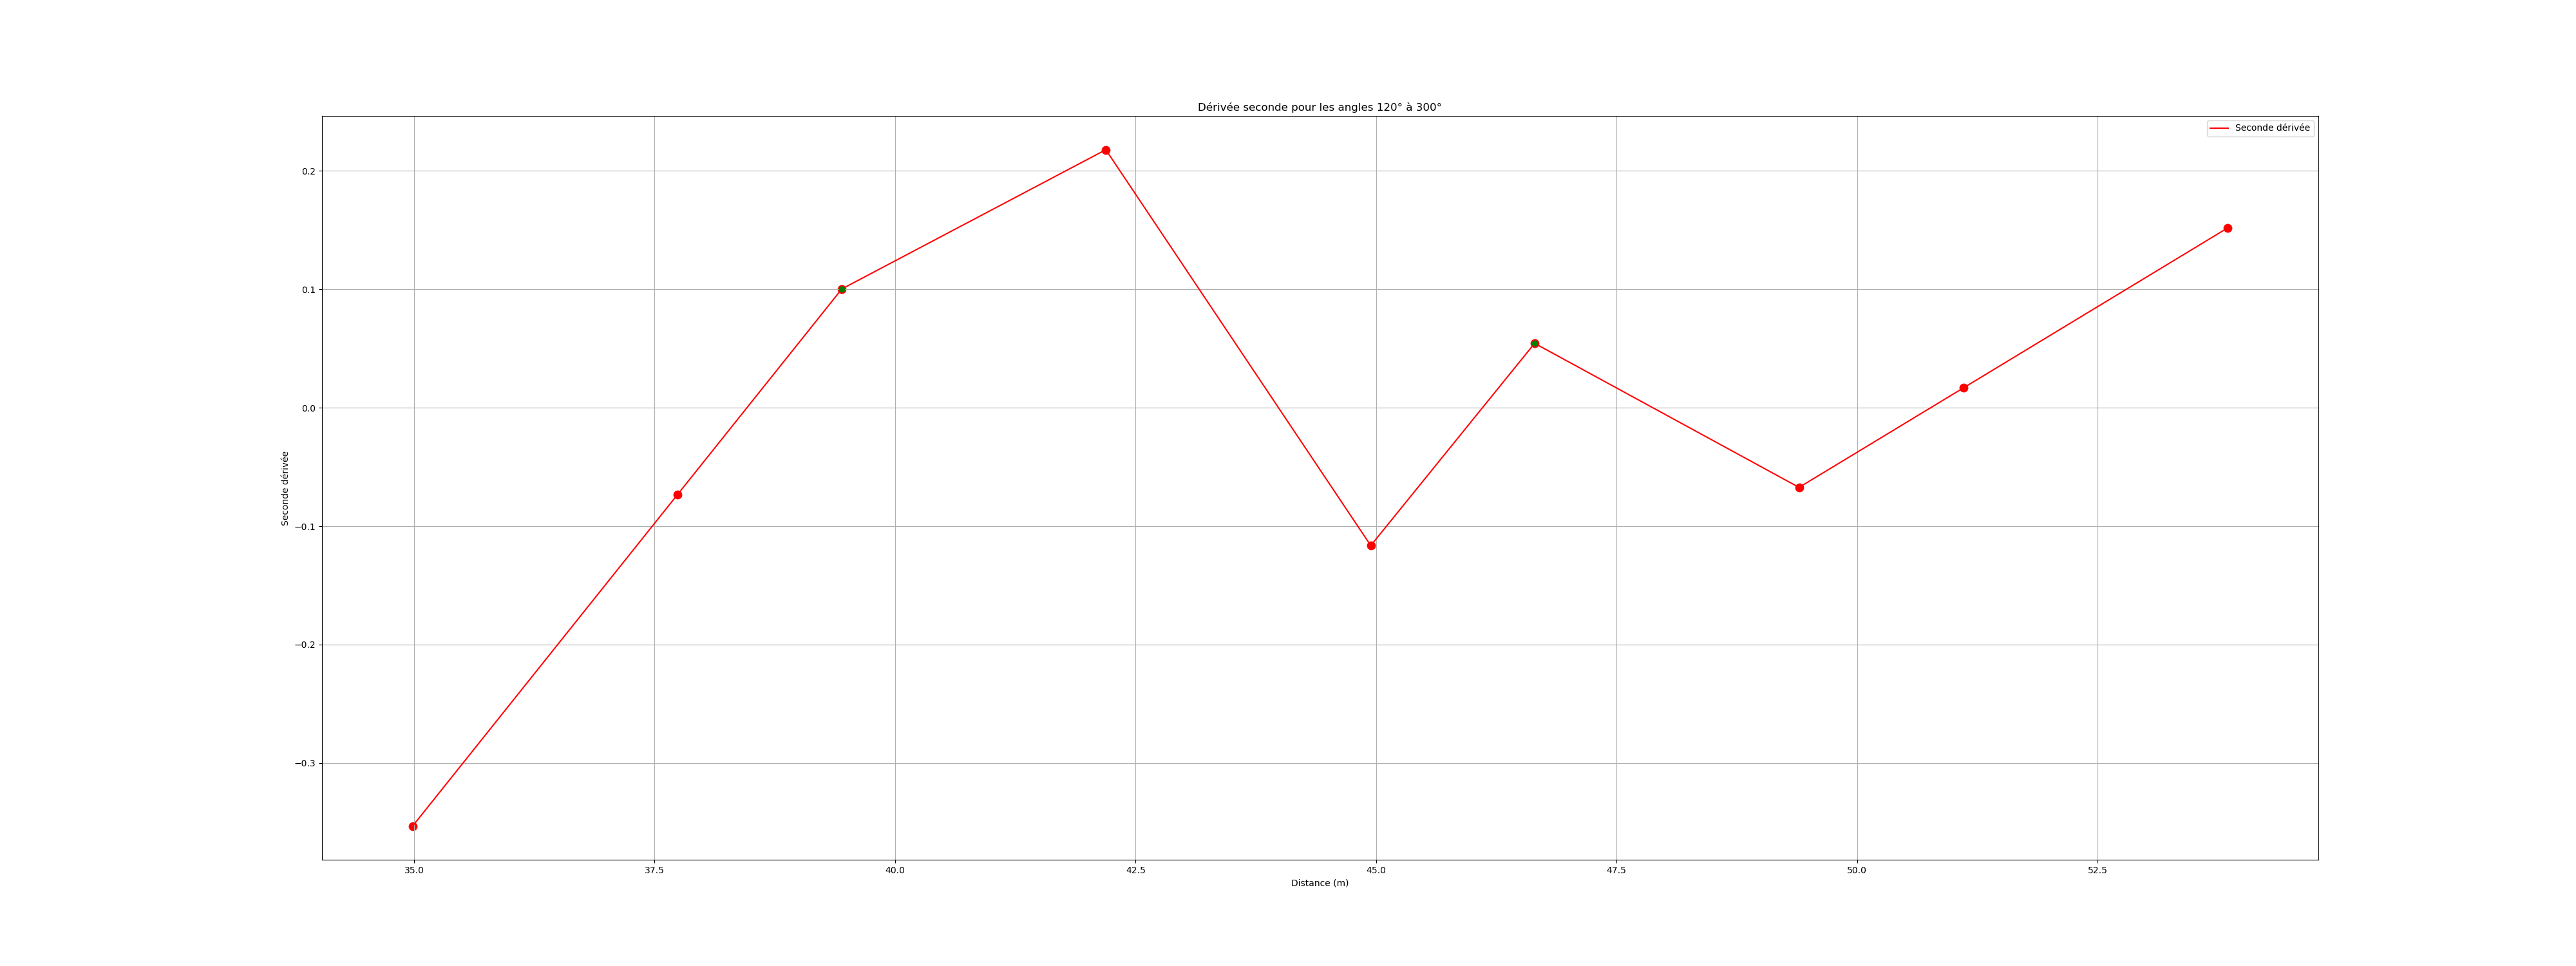 Dérivée seconde pour les angles 120° à 300°
Seconde dérivée
0.2
0.1
0.0
−0.1
−0.2
−0.3
Seconde dérivée
35.0 37.5 40.0 42.5 45.0 47.5 50.0 52.5
Distance (m)